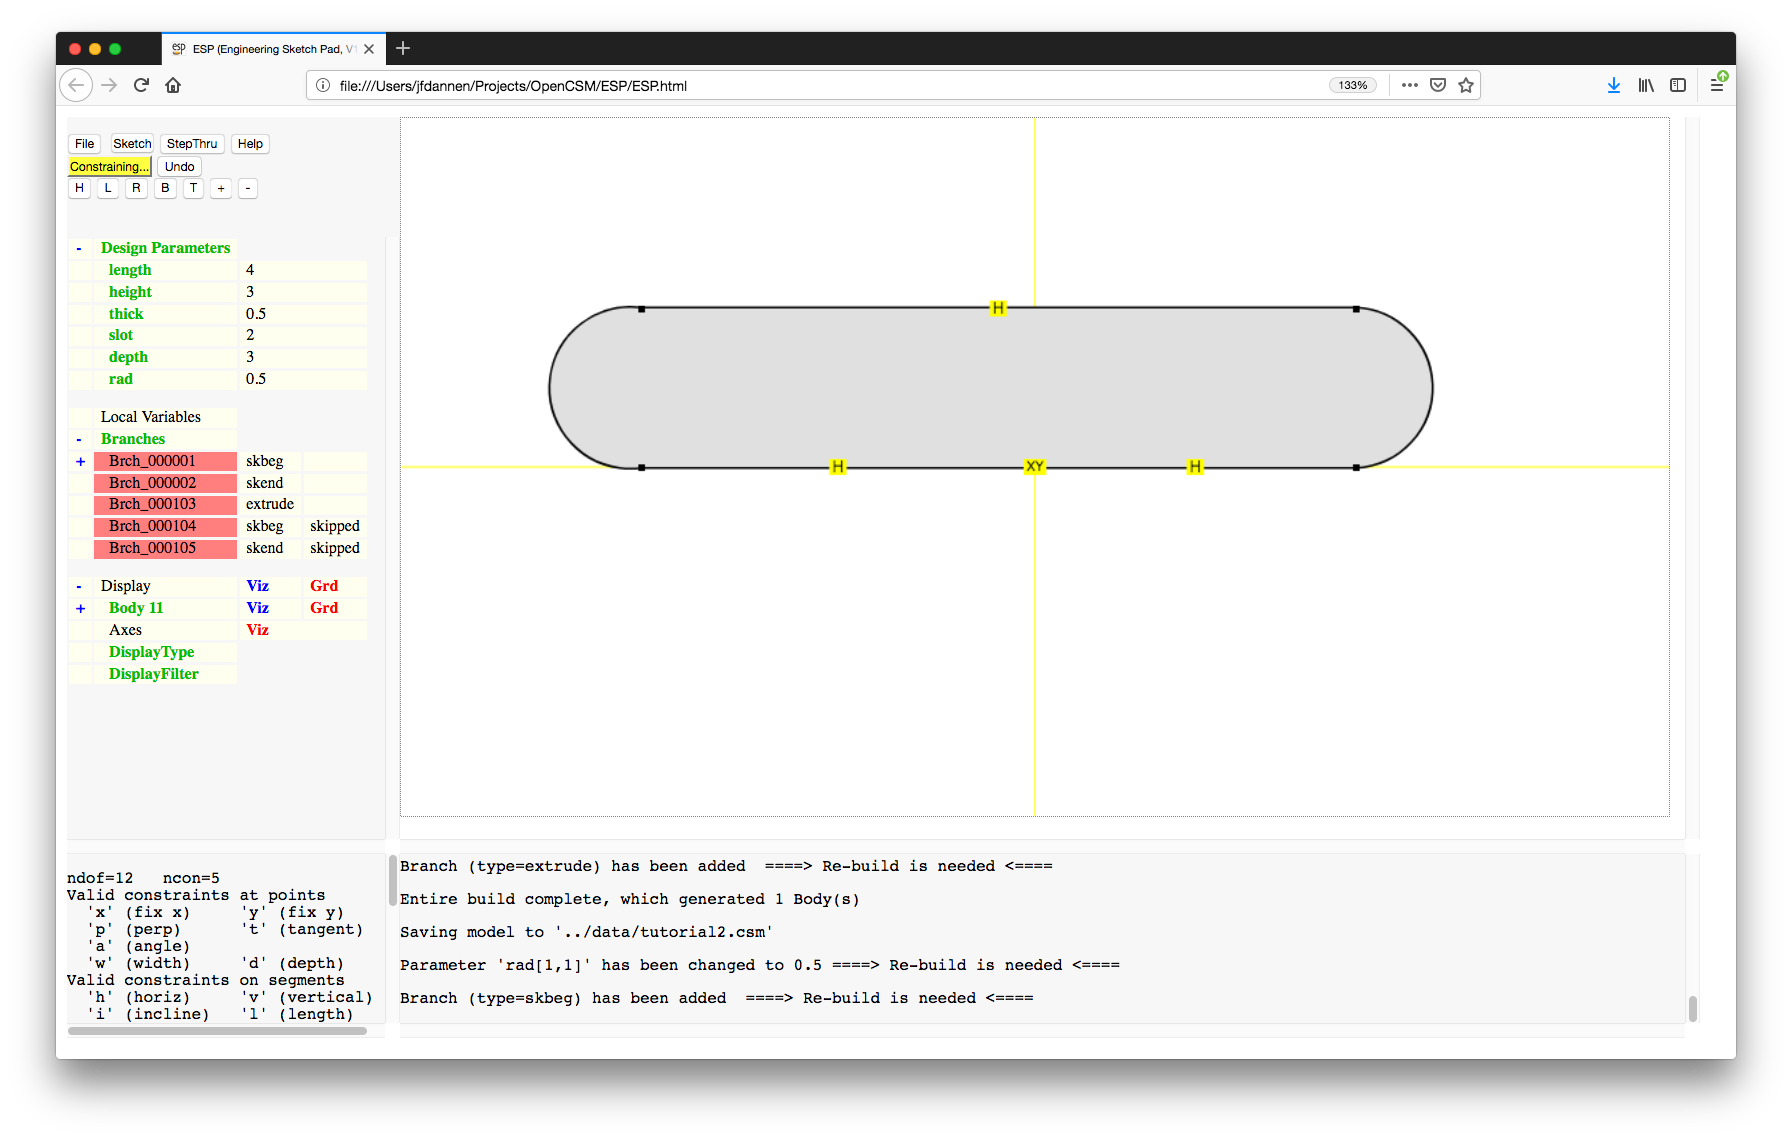 esp ESP (Engineering Sketch Pad, V1
file:///Users/jfdannen/Projects/OpenCSM/ESP/ESP.html 133%
File Sketch StepThru Help
Constraining... Undo
H L R B T + -
- Design Parameters
length 4
height 3
thick 0.5
slot 2
depth 3
rad 0.5
Local Variables
- Branches
+ Brch_000001 skbeg
Brch_000002 skend
Brch_000103 extrude
Brch_000104 skbeg skipped
Brch_000105 skend skipped
- Display Viz Grd
+ Body 11 Viz Grd
Axes Viz
DisplayType
DisplayFilter
H
H XY H
ndof=12 ncon=5
Valid constraints at points
'x' (fix x) 'y' (fix y)
'p' (perp) 't' (tangent)
'a' (angle)
'w' (width) 'd' (depth)
Valid constraints on segments
'h' (horiz) 'v' (vertical)
'i' (incline) 'l' (length)
Branch (type=extrude) has been added ====> Re-build is needed <====
Entire build complete, which generated 1 Body(s)
Saving model to '../data/tutorial2.csm'
Parameter 'rad[1,1]' has been changed to 0.5 ====> Re-build is needed <====
Branch (type=skbeg) has been added ====> Re-build is needed <====